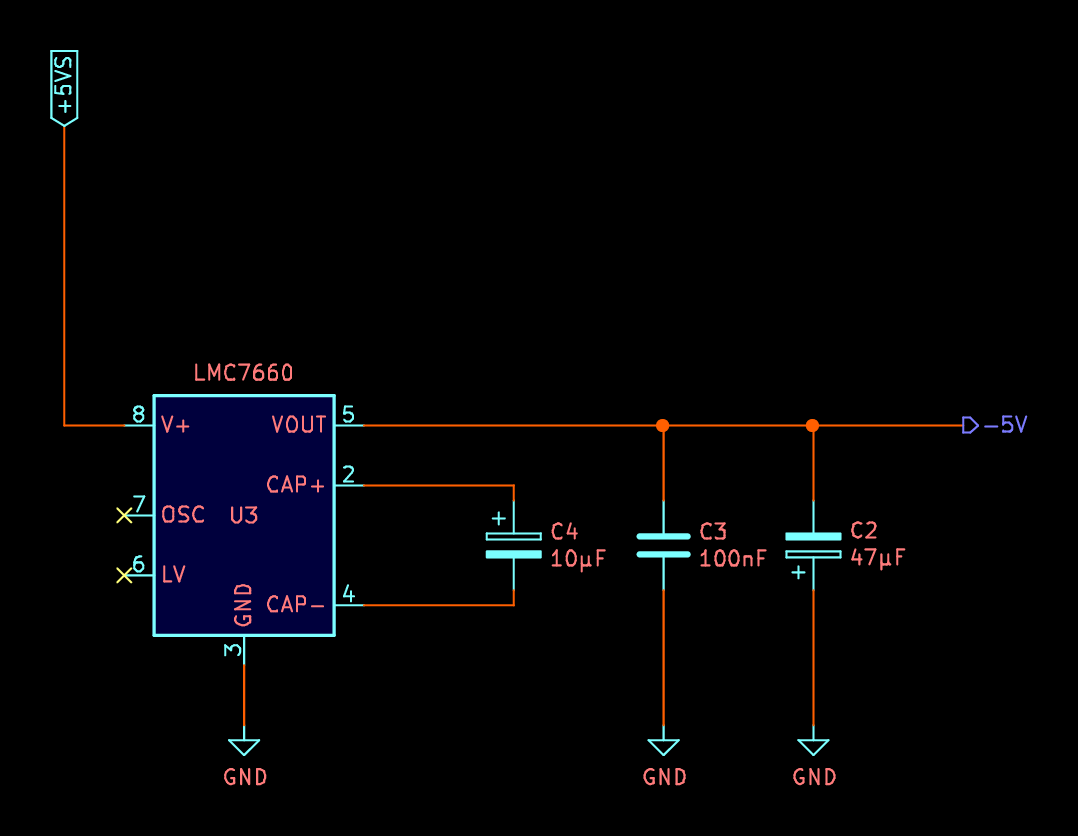 +5VS
LMC7660
8
V+
VOUT
5
-5V
CAP+
2
7
OSC
U3
+
C4
10µF
C3
100nF
C2
47µF
+
6
LV
GND
CAP-
4
3
GND
GND
GND